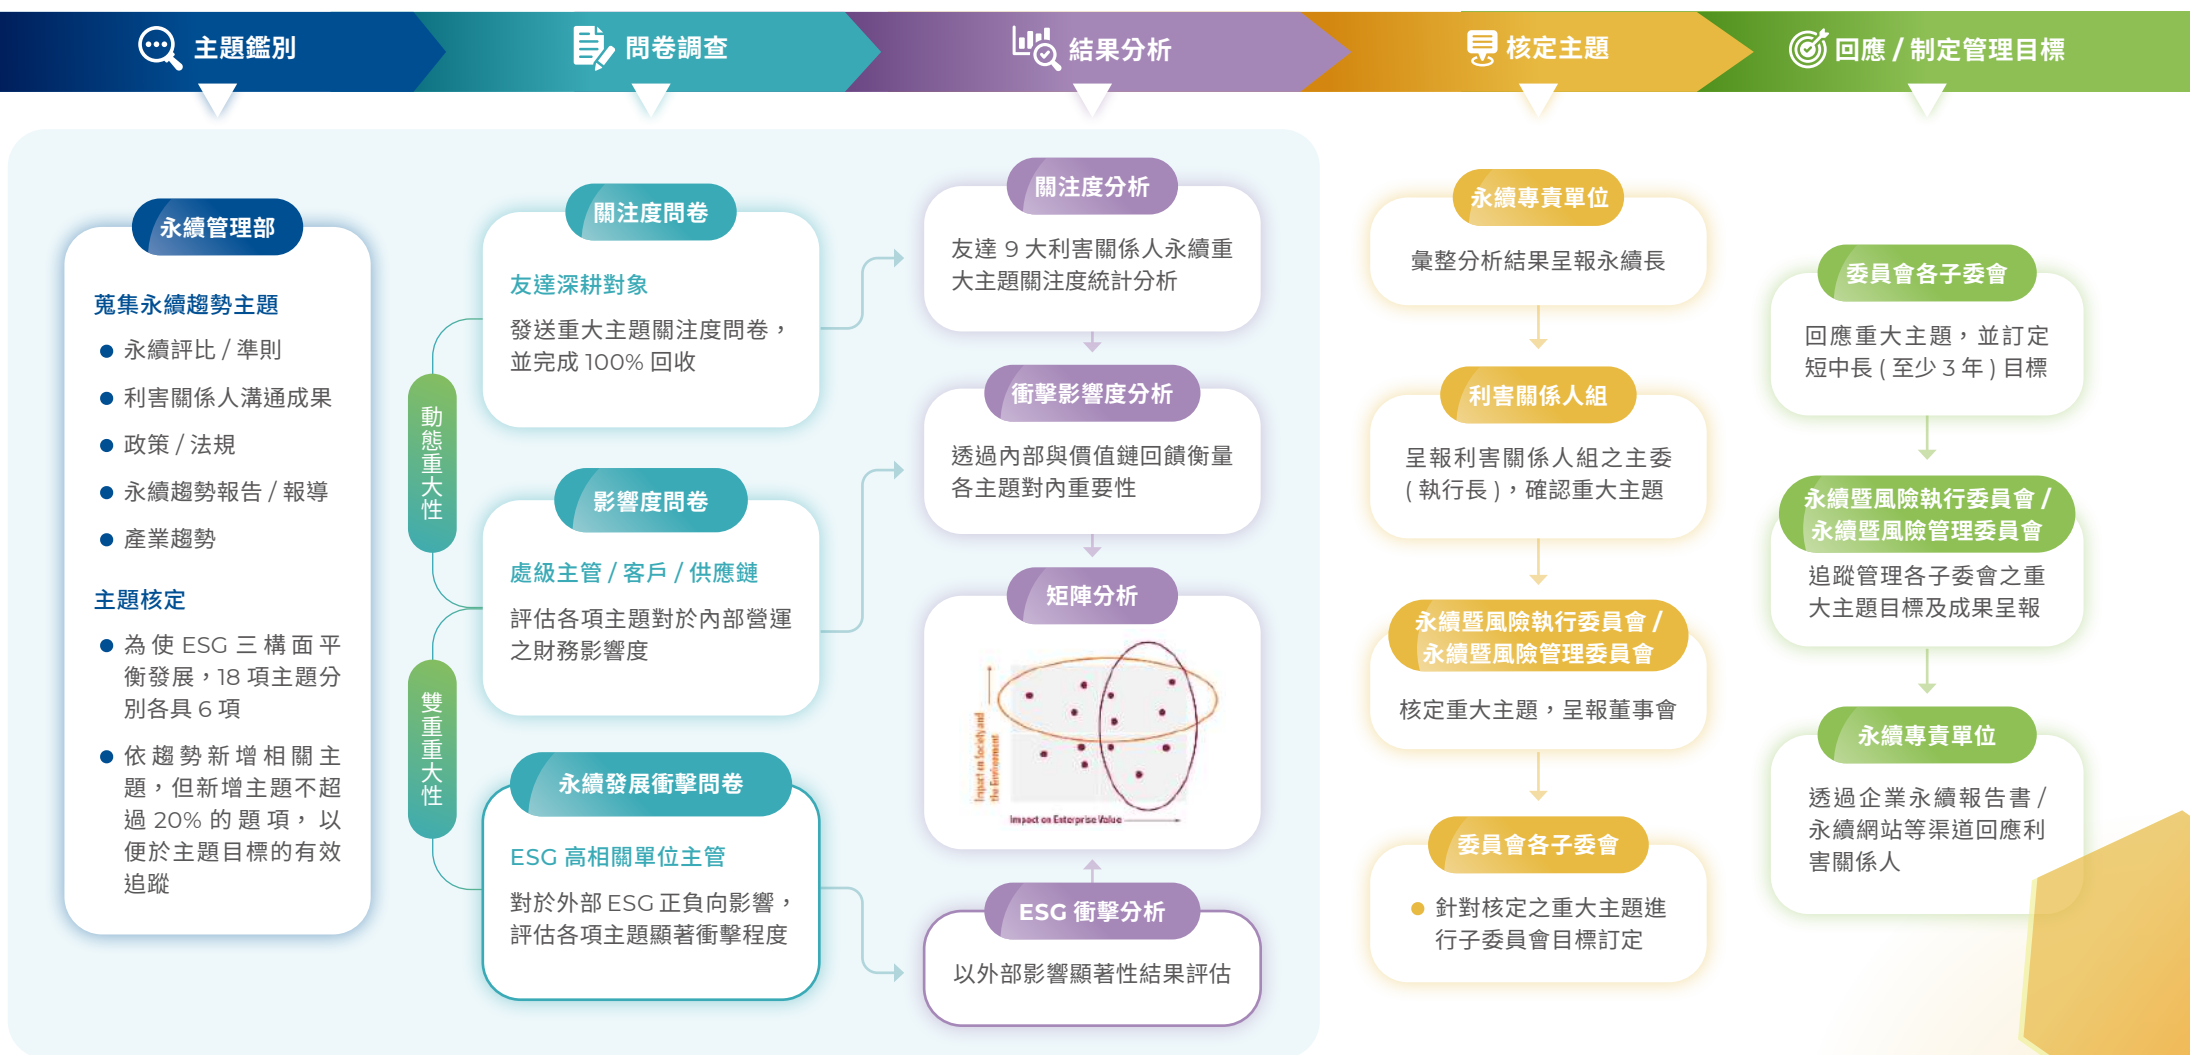 主題鑑別
問卷調查
結果分析
核定主題
回應 / 制定管理目標
永續管理部
蒐集永續趨勢主題
永續評比 / 準則
利害關係人溝通成果
政策 / 法規
永續趨勢報告 / 報導
產業趨勢
主題核定
為使 ESG 三構面平
衡發展，18 項主題分
別各具 6 項
依趨勢新增相關主
題，但新增主題不超
過 20% 的題項，以
便於主題目標的有效
追蹤
動態重大性
雙重重大性
關注度問卷
友達深耕對象
發送重大主題關注度問卷，
並完成 100% 回收
影響度問卷
處級主管 / 客戶 / 供應鏈
評估各項主題對於內部營運
之財務影響度
永續發展衝擊問卷
ESG 高相關單位主管
對於外部 ESG 正負向影響，
評估各項主題顯著衝擊程度
關注度分析
友達 9 大利害關係人永續重
大主題關注度統計分析
衝擊影響度分析
透過內部與價值鏈回饋衡量
各主題對內重要性
矩陣分析
Impact on Society and
the Environment
Impact on Enterprise Value
ESG 衝擊分析
以外部影響顯著性結果評估
永續專責單位
彙整分析結果呈報永續長
利害關係人組
呈報利害關係人組之主委
( 執行長 )，確認重大主題
永續暨風險執行委員會 /
永續暨風險管理委員會
核定重大主題，呈報董事會
委員會各子委會
針對核定之重大主題進
行子委員會目標訂定
委員會各子委會
回應重大主題，並訂定
短中長 ( 至少 3 年 ) 目標
永續暨風險執行委員會 /
永續暨風險管理委員會
追蹤管理各子委會之重
大主題目標及成果呈報
永續專責單位
透過企業永續報告書 /
永續網站等渠道回應利
害關係人